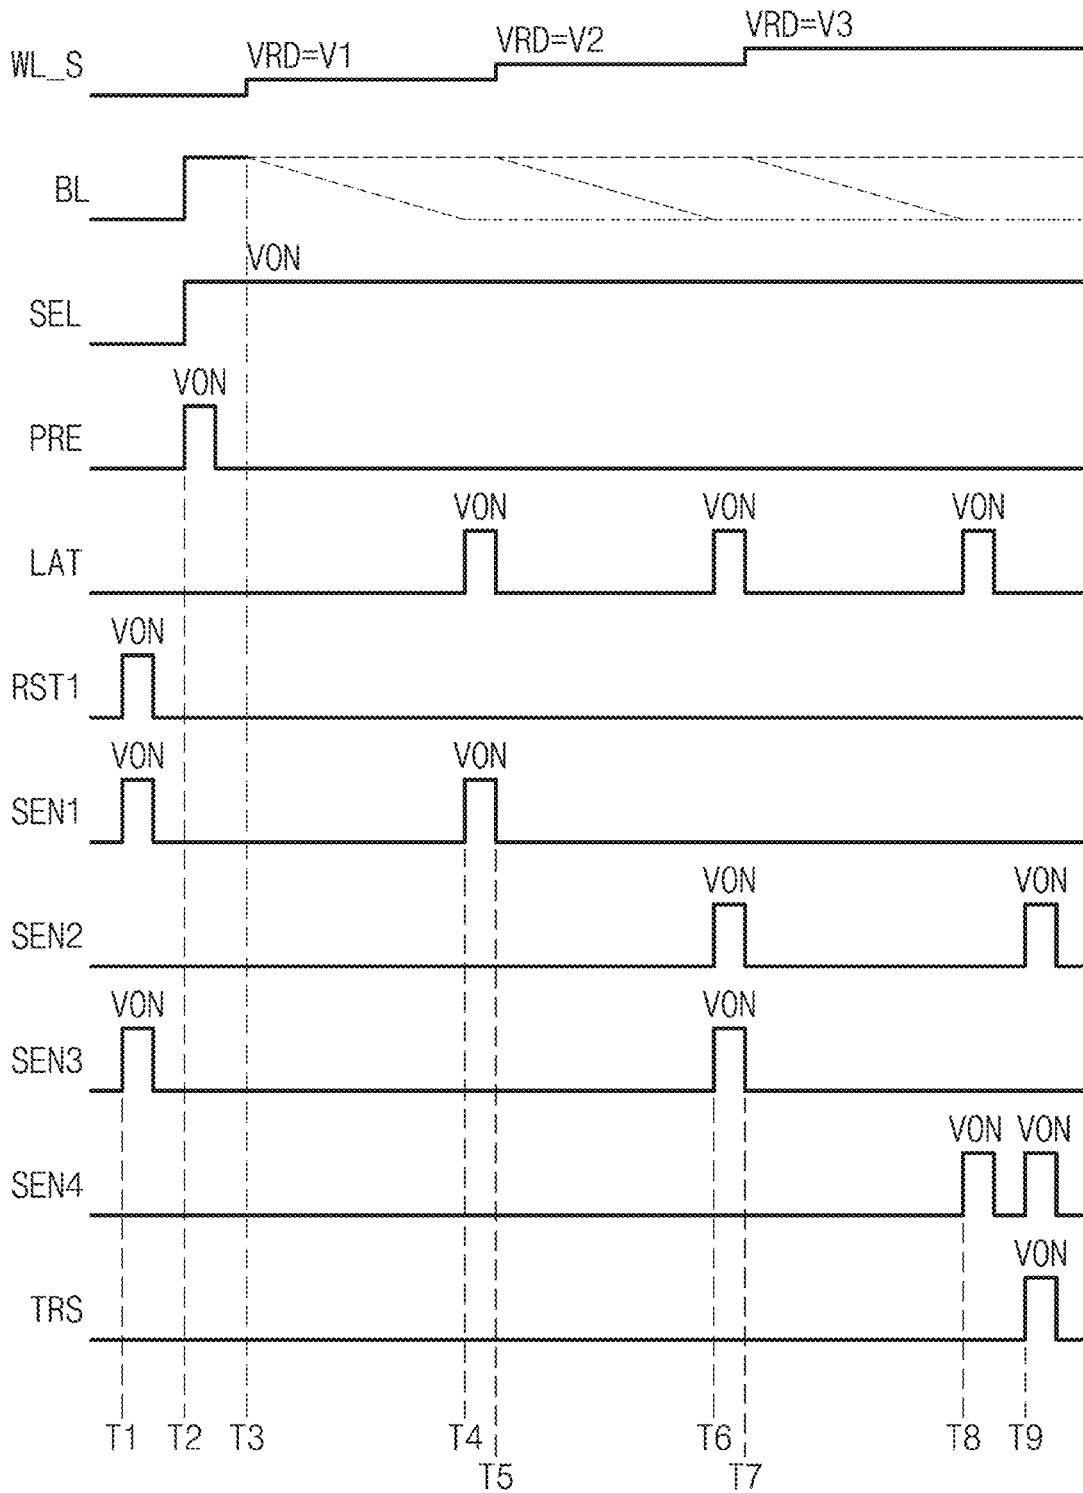 VRD=V3
VRD=V2
VRD=V1
WL_S
BL
VON
SEL
VON
PRE
VON VON VON
LAT
VON
RST1
VON VON
SEN1
VON VON
SEN2
VON VON
SEN3
VON VON
SEN4
VON
TRS
T1 T2 T3 T4 T6 T8 T9
T5 T7